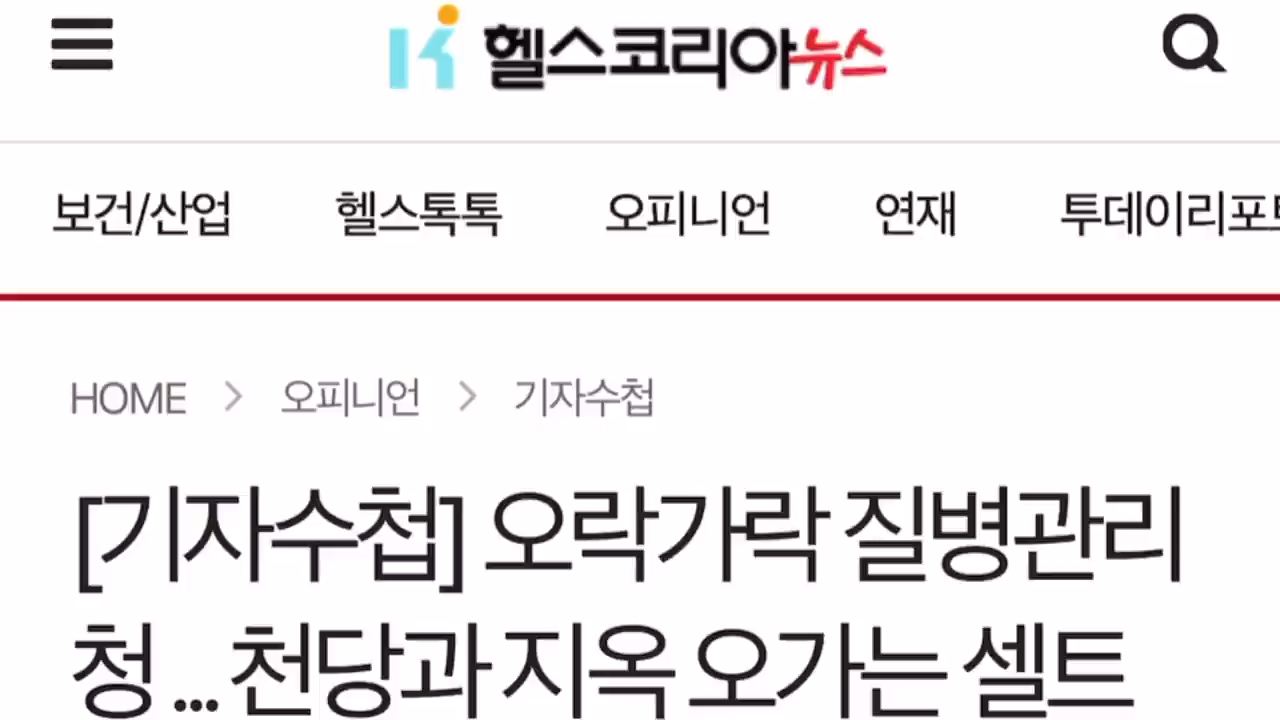 헬스코리아뉴스
보건/산업 헬스톡톡 오피니언 연재 투데이리포트
HOME > 오피니언 > 기자수첩
[기자수첩] 오락가락 질병관리
청 ... 천당과 지옥 오가는 셀트